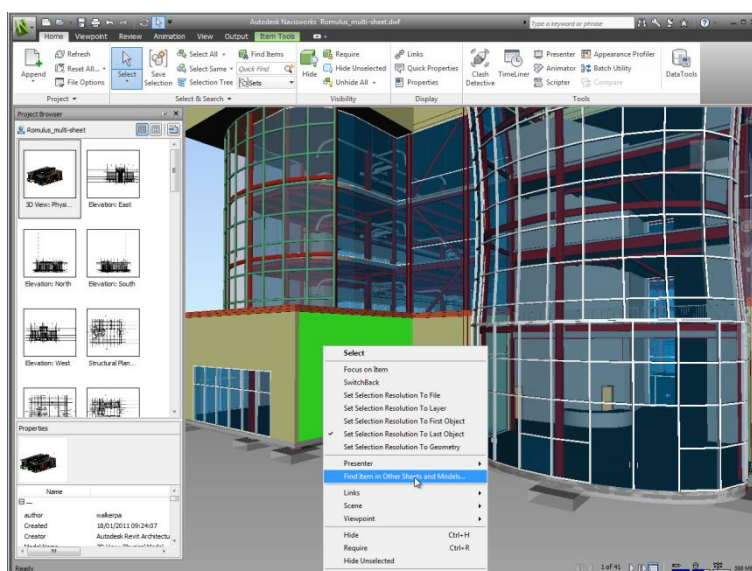 Autodesk Navisworks Romulus_multi-sheet.dwf
Type a keyword or phrase
Home Viewpoint Review Animation View Output Item Tools
Append
Refresh
Reset All...
File Options
Project
Select
Save Selection
Select All
Select Same
Selection Tree
Find Items
Quick Find
Sets
Select & Search
Hide
Require
Hide Unselected
Unhide All
Visibility
Links
Quick Properties
Properties
Display
Clash Detective
TimeLiner
Presenter
Animator
Scripter
Appearance Profiler
Batch Utility
Compare
Tools
DataTools
Project Browser
Romulus_multi-sheet
3D View: Physi...
Elevation: East
Elevation: North
Elevation: South
Elevation: West
Structural Plan...
Properties
Name
author walkerpa
Created 18/01/2011 09:24:07
Creator Autodesk Revit Architectu
Ready
Select
Focus on Item
SwitchBack
Set Selection Resolution To File
Set Selection Resolution To Layer
Set Selection Resolution To First Object
Set Selection Resolution To Last Object
Set Selection Resolution To Geometry
Presenter
Find Item in Other Sheets and Models...
Links
Scene
Viewpoint
Hide Ctrl+H
Require Ctrl+R
Hide Unselected
1 of 41